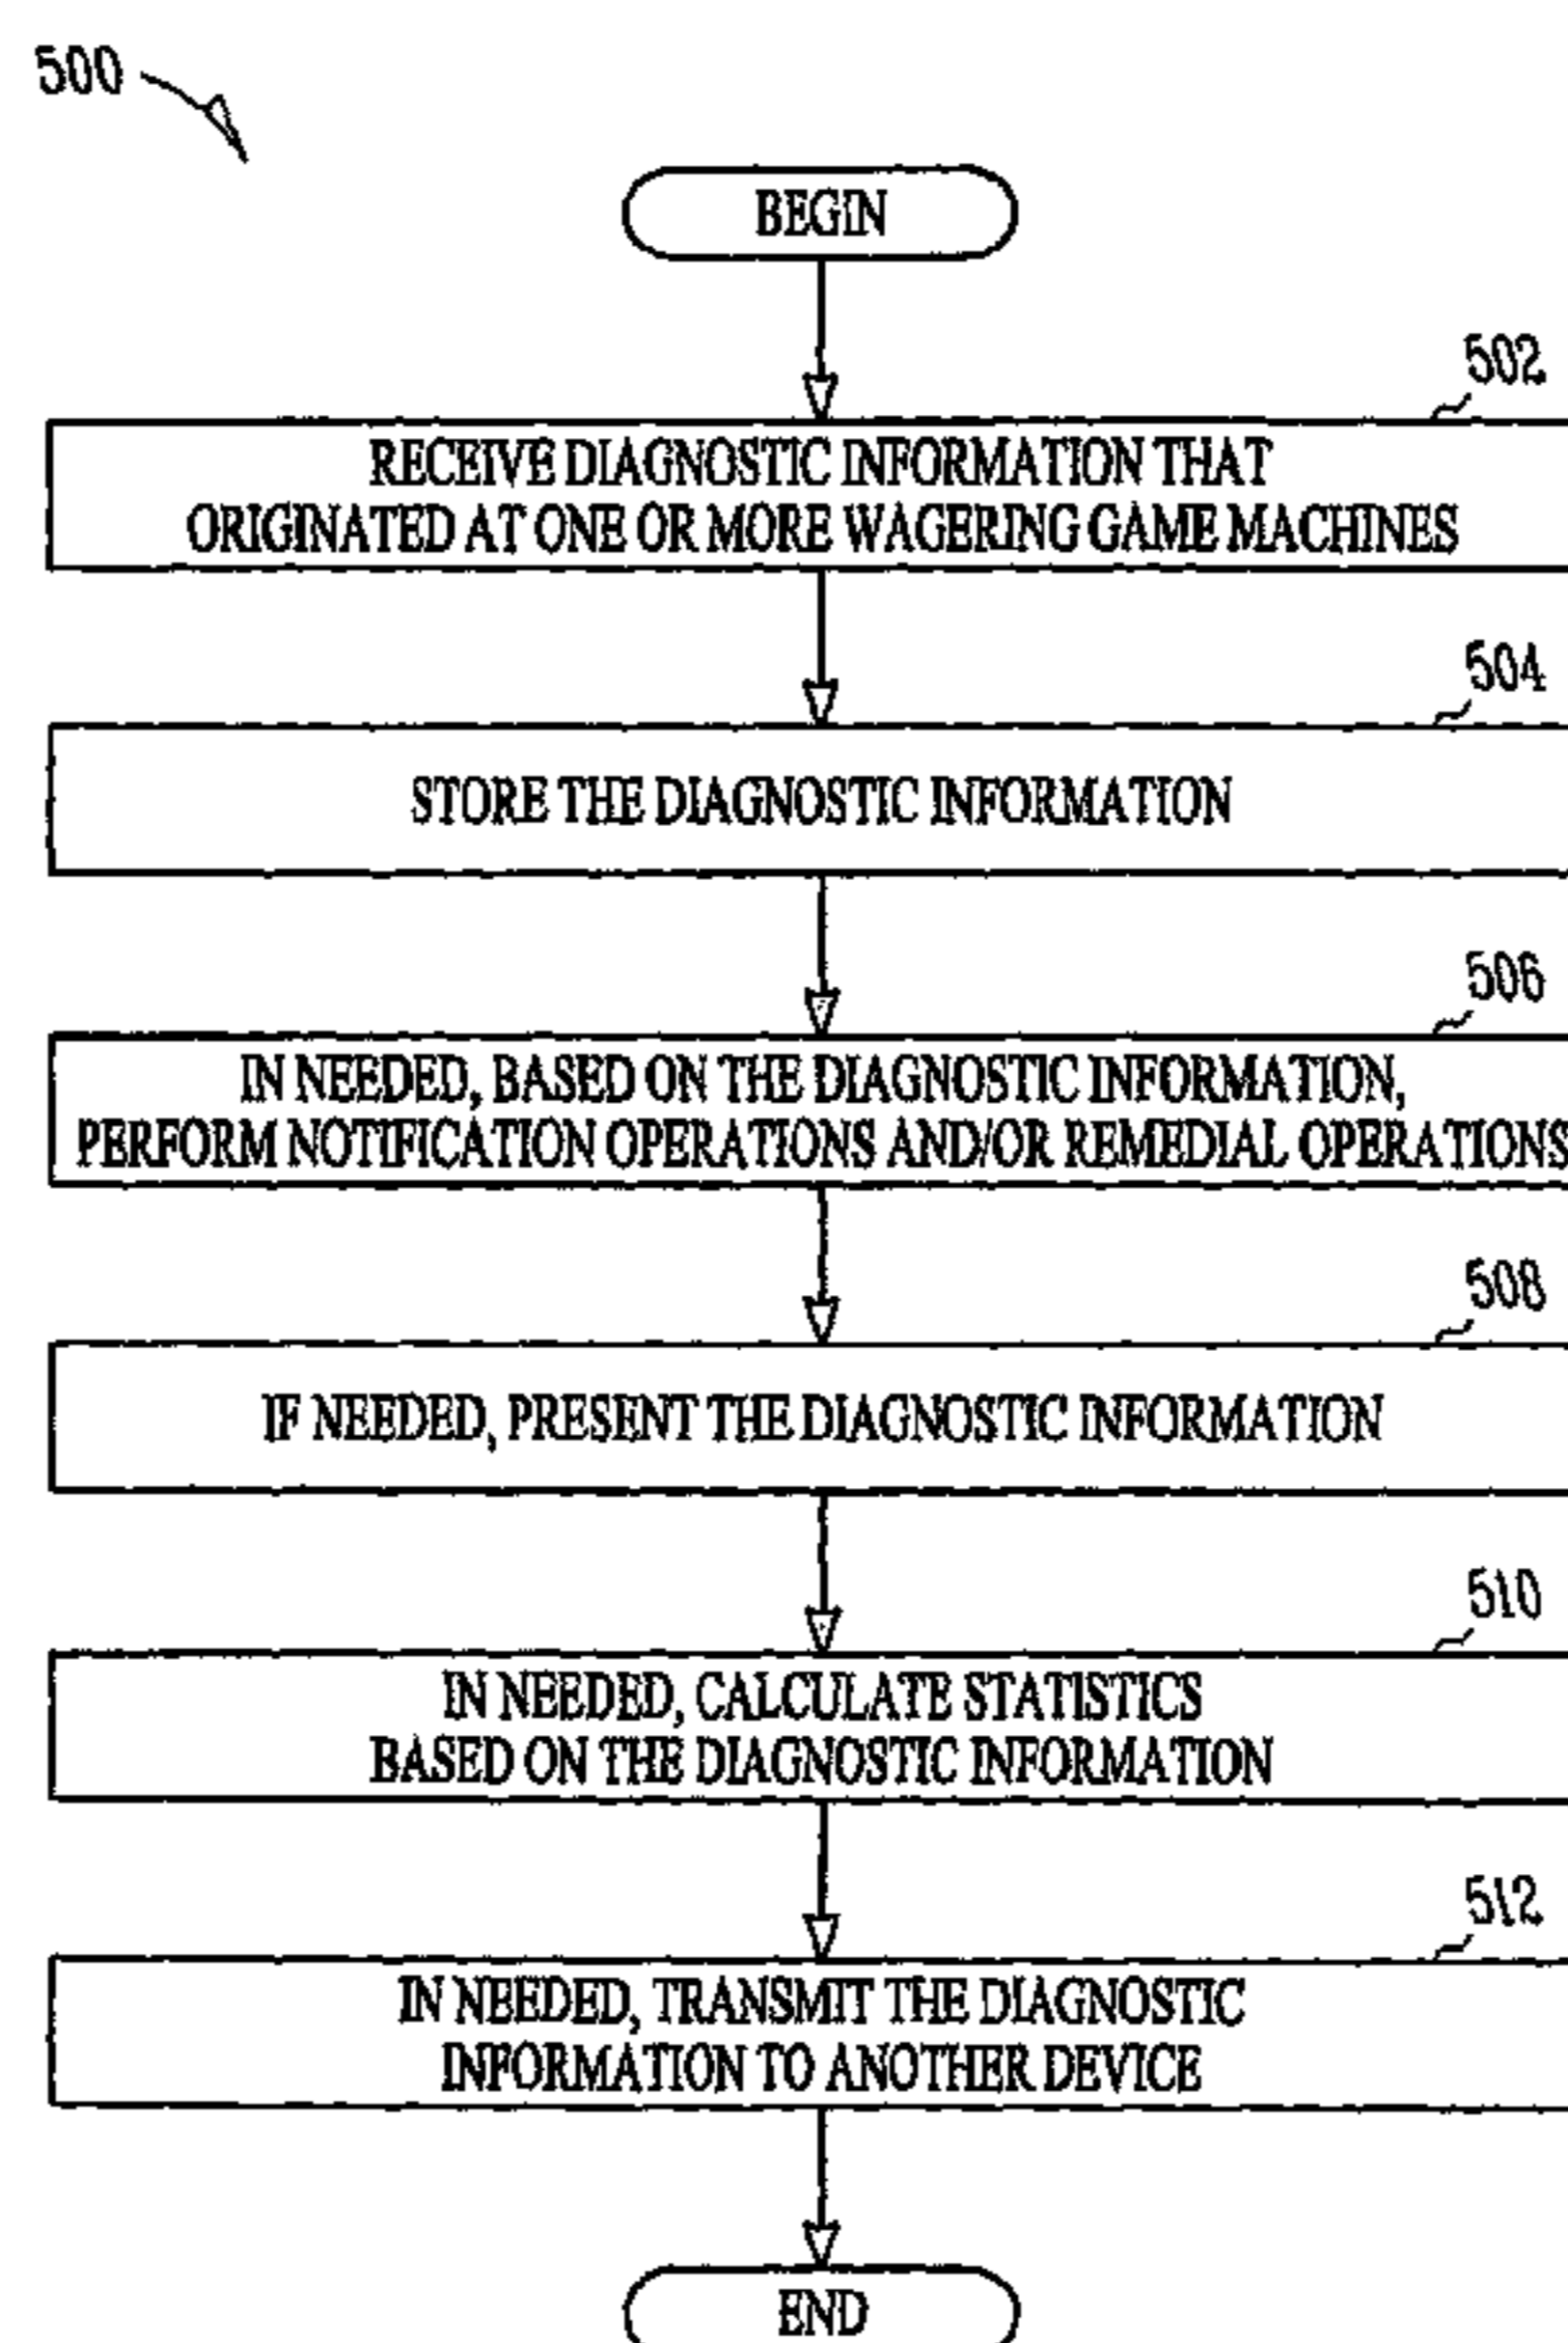 500
BEGIN
502
RECEIVE DIAGNOSTIC INFORMATION THAT
ORIGINATED AT ONE OR MORE WAGERING GAME MACHINES
504
STORE THE DIAGNOSTIC INFORMATION
506
IN NEEDED, BASED ON THE DIAGNOSTIC INFORMATION,
PERFORM NOTIFICATION OPERATIONS AND/OR REMEDIAL OPERATIONS
508
IF NEEDED, PRESENT THE DIAGNOSTIC INFORMATION
510
IN NEEDED, CALCULATE STATISTICS
BASED ON THE DIAGNOSTIC INFORMATION
512
IN NEEDED, TRANSMIT THE DIAGNOSTIC
INFORMATION TO ANOTHER DEVICE
END